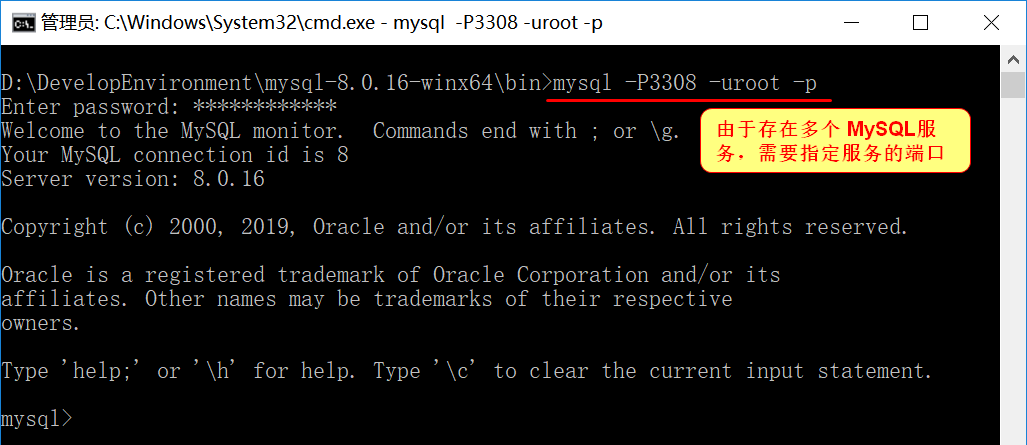 管理员: C:\Windows\System32\cmd.exe - mysql  -P3308 -uroot -p
D:\DevelopEnvironment\mysql-8.0.16-winx64\bin>mysql -P3308 -uroot -p
Enter password: ************
Welcome to the MySQL monitor.  Commands end with ; or \g.
由于存在多个 MySQL服
务，需要指定服务的端口
Your MySQL connection id is 8
Server version: 8.0.16
Copyright (c) 2000, 2019, Oracle and/or its affiliates. All rights reserved.
Oracle is a registered trademark of Oracle Corporation and/or its
affiliates. Other names may be trademarks of their respective
owners.
Type 'help;' or '\h' for help. Type '\c' to clear the current input statement.
mysql>